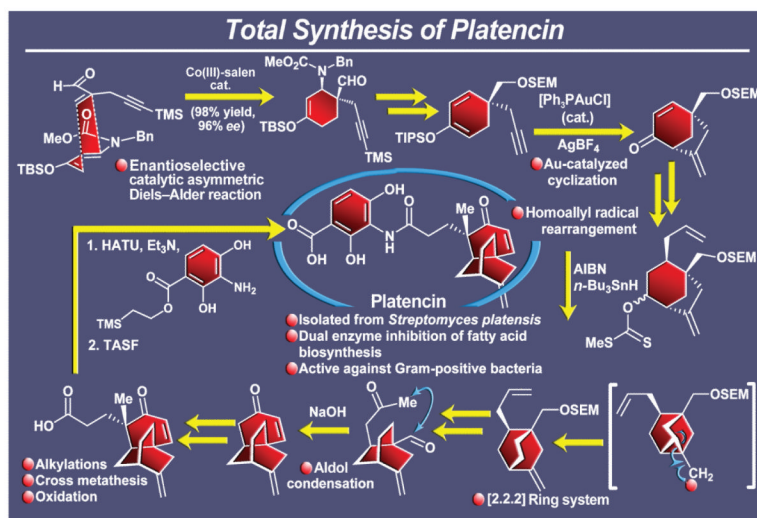 Total Synthesis of Platencin
O
H
TMS
O
MeO
N
Bn
TBSO
Enantioselective
catalytic asymmetric
Diels–Alder reaction
Co(III)-salen
cat.
(98% yield,
96% ee)
MeO2C
N
Bn
CHO
TBSO
TMS
OSEM
TIPSO
[Ph3PAuCl]
(cat.)
AgBF4
Au-catalyzed
cyclization
OSEM
O
Homoallyl radical
rearrangement
AIBN
n-Bu3SnH
OSEM
O
MeS
S
OH
O
OH
OH
N
H
O
Me
O
Platencin
Isolated from Streptomyces platensis
Dual enzyme inhibition of fatty acid
biosynthesis
Active against Gram-positive bacteria
1. HATU, Et3N,
OH
O
NH2
O
OH
TMS
2. TASF
O
HO
Me
O
Alkylations
Cross metathesis
Oxidation
O
NaOH
Aldol
condensation
O
Me
O
OSEM
[2.2.2] Ring system
OSEM
CH2